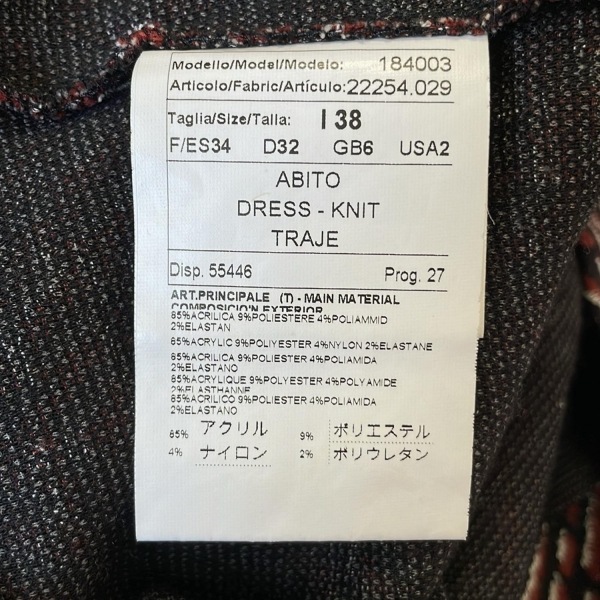 Modello/Model/Modelo: 184003
Articolo/Fabric/Artículo: 22254.029
Taglia/Size/Talla: I 38
F/ES34 D32 GB6 USA2
ABITO
DRESS - KNIT
TRAJE
Disp. 55446 Prog. 27
ART.PRINCIPALE (T) - MAIN MATERIAL
COMPOSICIO'N EXTERIOR
85%ACRILICA 9%POLIESTERE 4%POLIAMMID
2%ELASTAN
85%ACRYLIC 9%POLIYESTER 4%NYLON 2%ELASTANE
85%ACRILICA 9%POLIESTER 4%POLIAMIDA
2%ELASTANO
85%ACRYLIQUE 9%POLYESTER 4%POLYAMIDE
2%ELASTHANNE
85%ACRILICO 9%POLIESTER 4%POLIAMIDA
2%ELASTANO
85% アクリル 9% ポリエステル
4% ナイロン 2% ポリウレタン